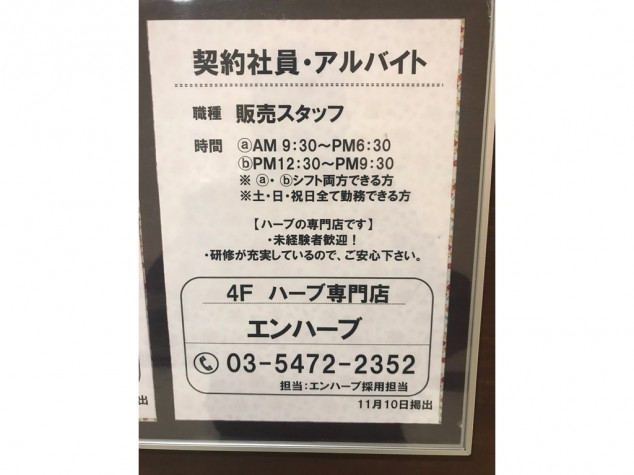 契約社員・アルバイト
職種 販売スタッフ
時間 ⓐAM 9:30～PM6:30
ⓑPM12:30～PM9:30
※ ⓐ・ⓑシフト両方できる方
※土・日・祝日全て勤務できる方
【ハーブの専門店です】
・未経験者歓迎！
・研修が充実しているので、ご安心下さい。
4F ハーブ専門店
エンハーブ
03-5472-2352
担当:エンハーブ採用担当
11月10日掲出
出